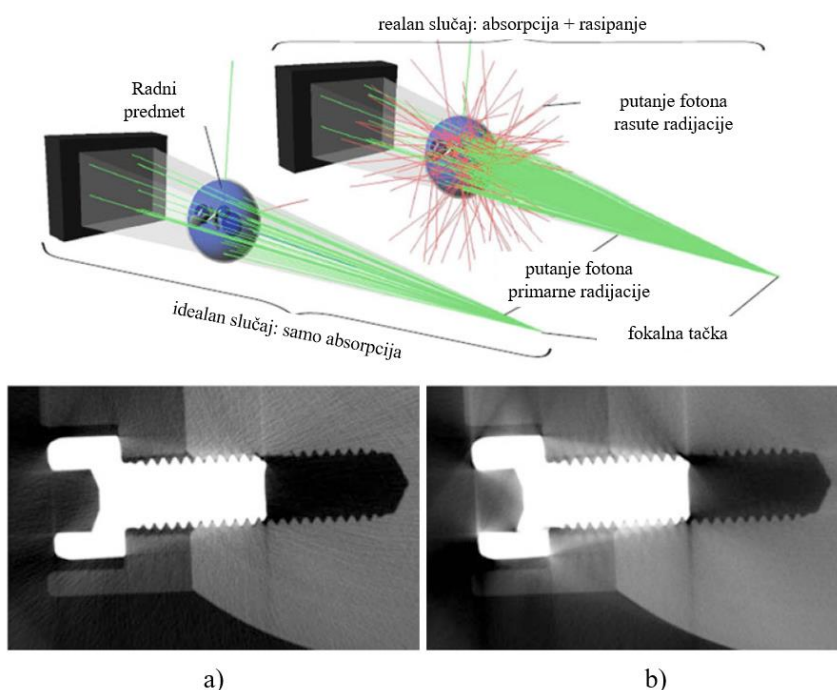 realan slučaj: absorpcija + rasipanje
Radni
predmet
putanje fotona
rasute radijacije
putanje fotona
primarne radijacije
idealan slučaj: samo absorpcija
fokalna tačka
a)
b)